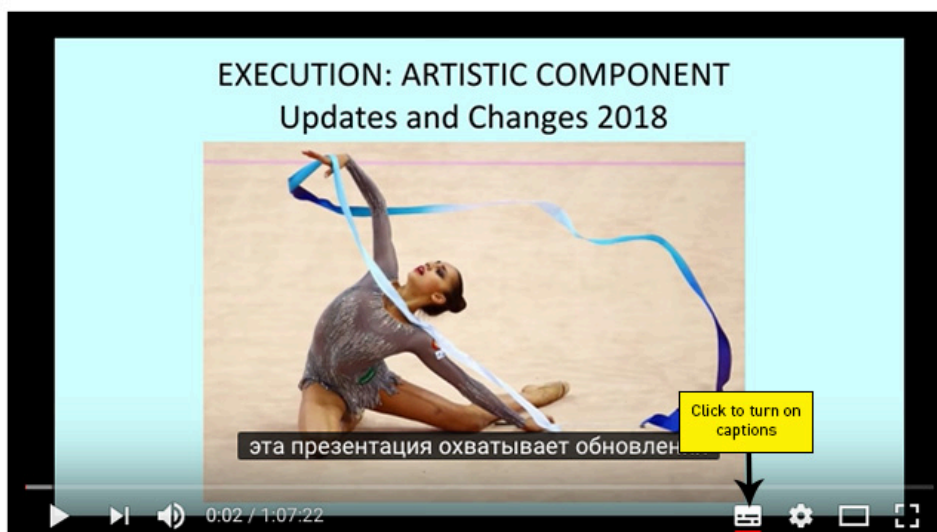 EXECUTION: ARTISTIC COMPONENT
Updates and Changes 2018
Click to turn on
captions
эта презентация охватывает
0:02 / 1:07:22